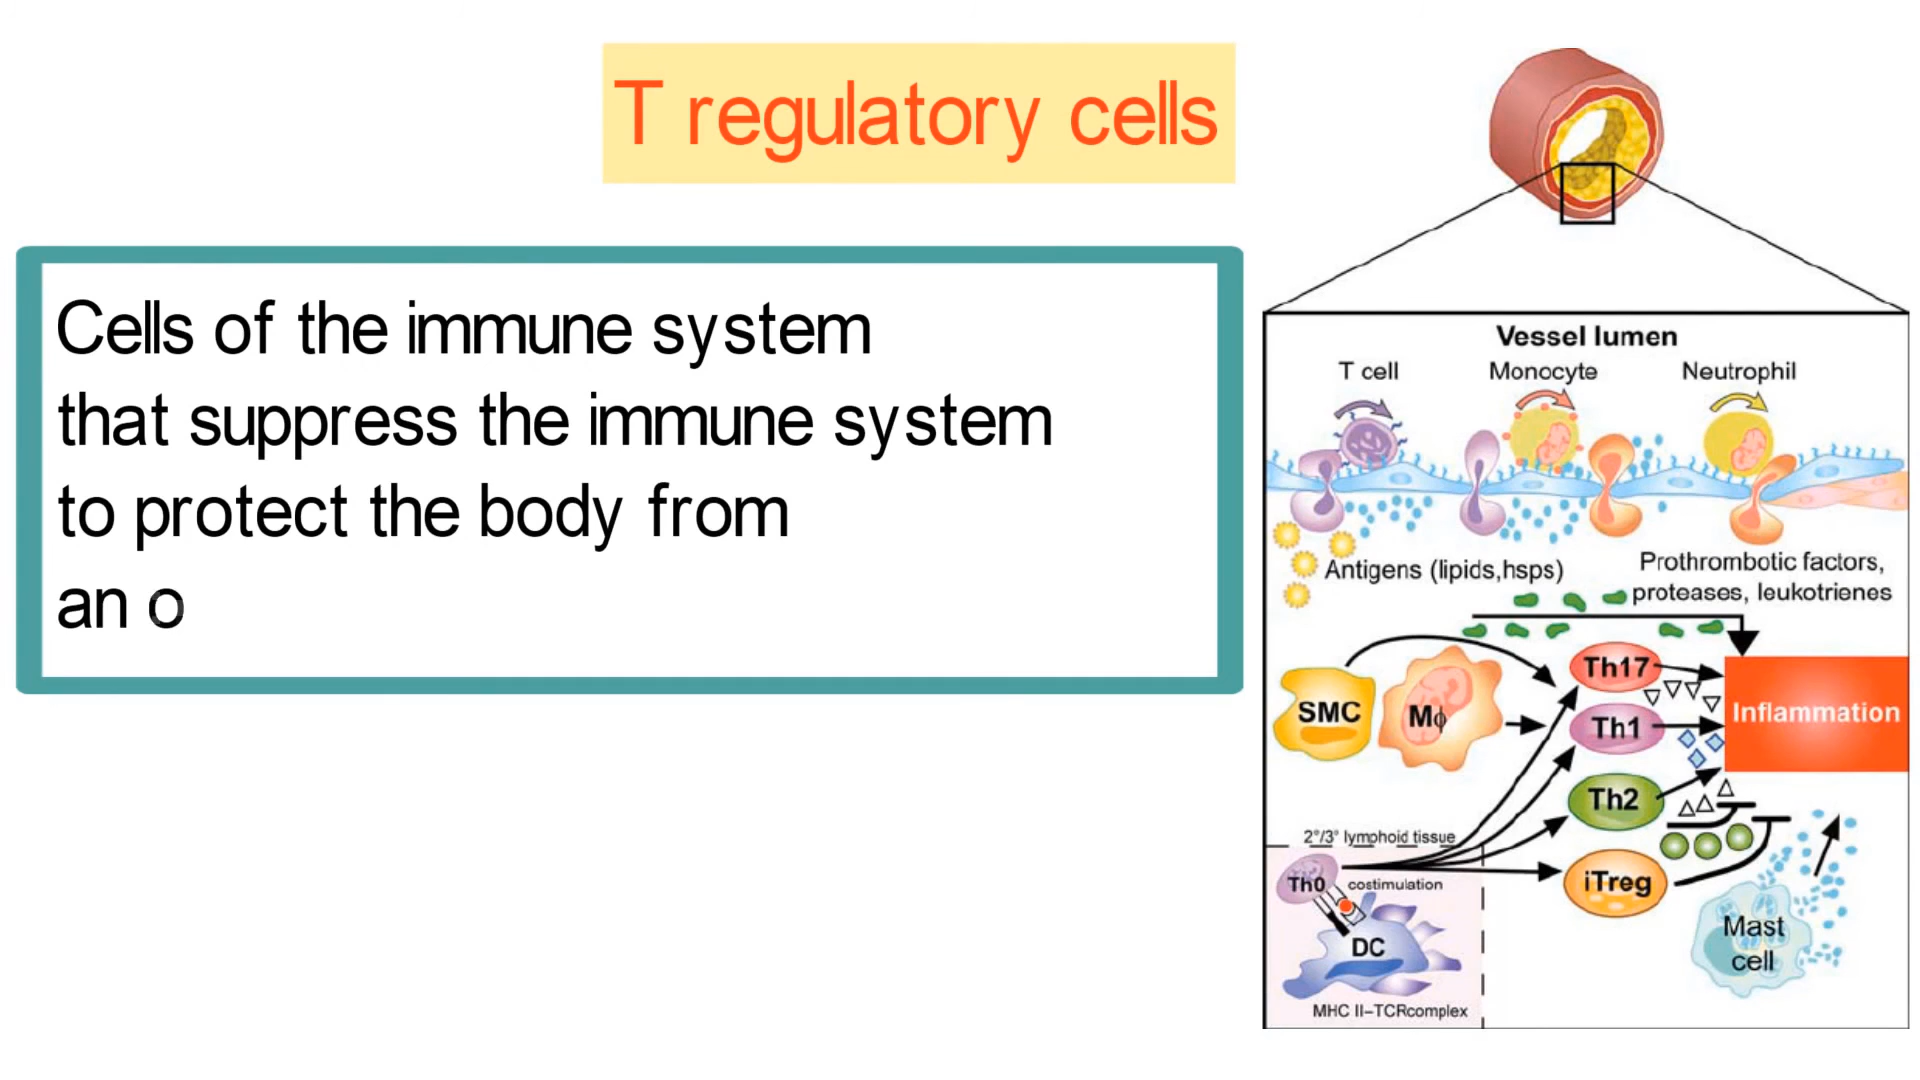 T regulatory cells
Cells of the immune system
that suppress the immune system
to protect the body from
an o
Vessel lumen
T cell
Monocyte
Neutrophil
Antigens (lipids,hsps)
Prothrombotic factors,
proteases, leukotrienes
SMC
Mϕ
Th17
Th1
Th2
iTreg
Inflammation
2°/3° lymphoid tissue
Th0
costimulation
DC
MHC II–TCRcomplex
Mast
cell